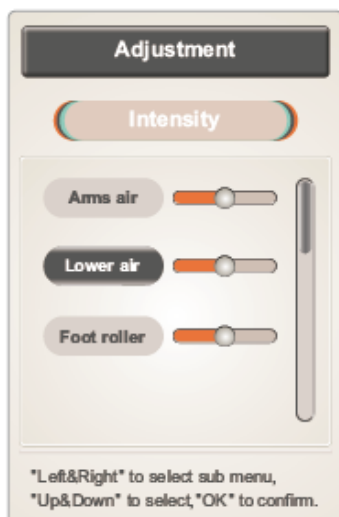 Adjustment
Intensity
Arms air
Lower air
Foot roller
"Left&Right" to select sub menu,
"Up&Down" to select,"OK" to confirm.